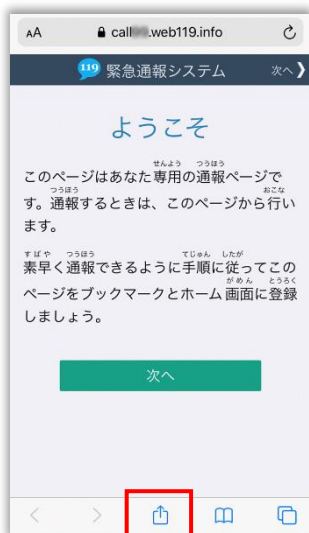 AA call .web119.info
119 緊急通報システム 次へ ❯
ようこそ
せんよう つうほう
このページはあなた専用の通報ページで
つうほう おこな
す。通報するときは、このページから行い
ます。
すばや つうほう てじゅん したが
素早く通報できるように手順に従ってこの
がめん とうろく
ページをブックマークとホーム画面に登録
しましょう。
次へ